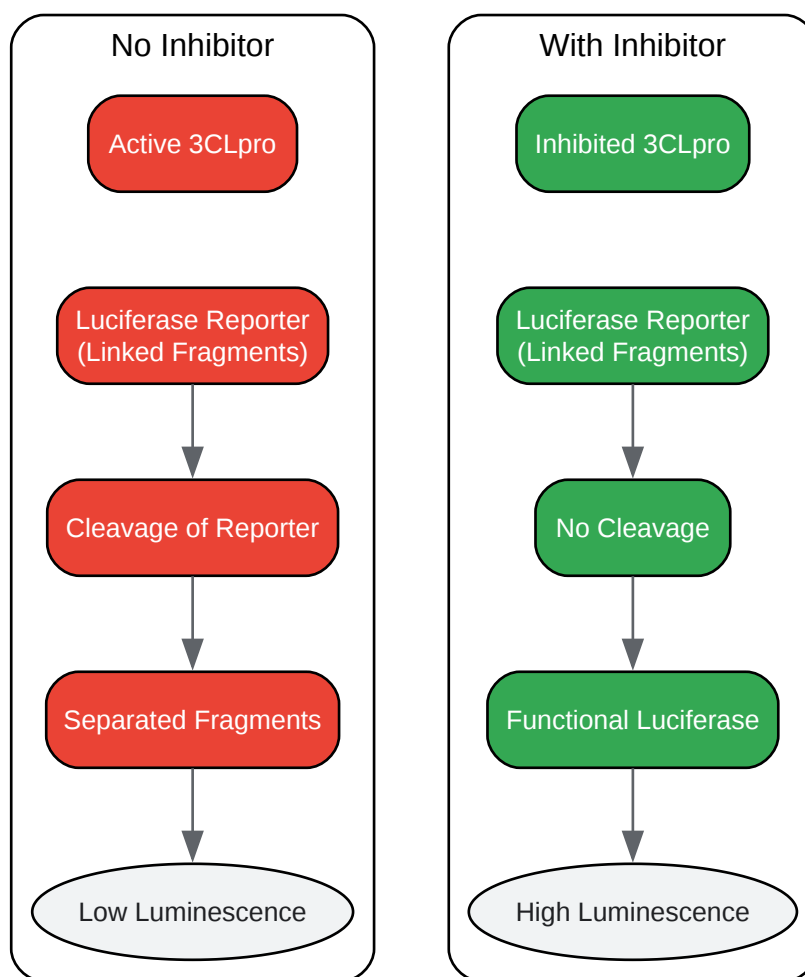 No Inhibitor
Active 3CLpro
Luciferase Reporter
(Linked Fragments)
Cleavage of Reporter
Separated Fragments
Low Luminescence
With Inhibitor
Inhibited 3CLpro
Luciferase Reporter
(Linked Fragments)
No Cleavage
Functional Luciferase
High Luminescence